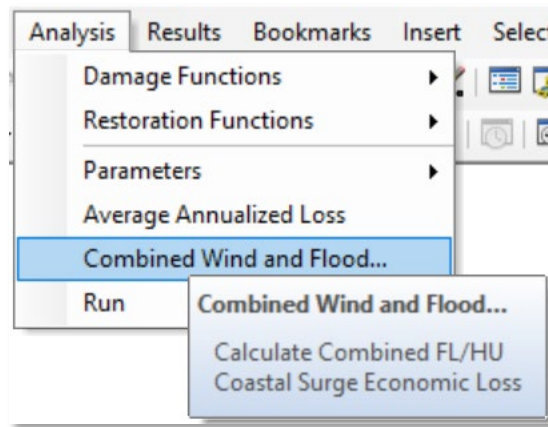 Analysis Results Bookmarks Insert Select
Damage Functions
Restoration Functions
Parameters
Average Annualized Loss
Combined Wind and Flood...
Run
Combined Wind and Flood...
Calculate Combined FL/HU
Coastal Surge Economic Loss